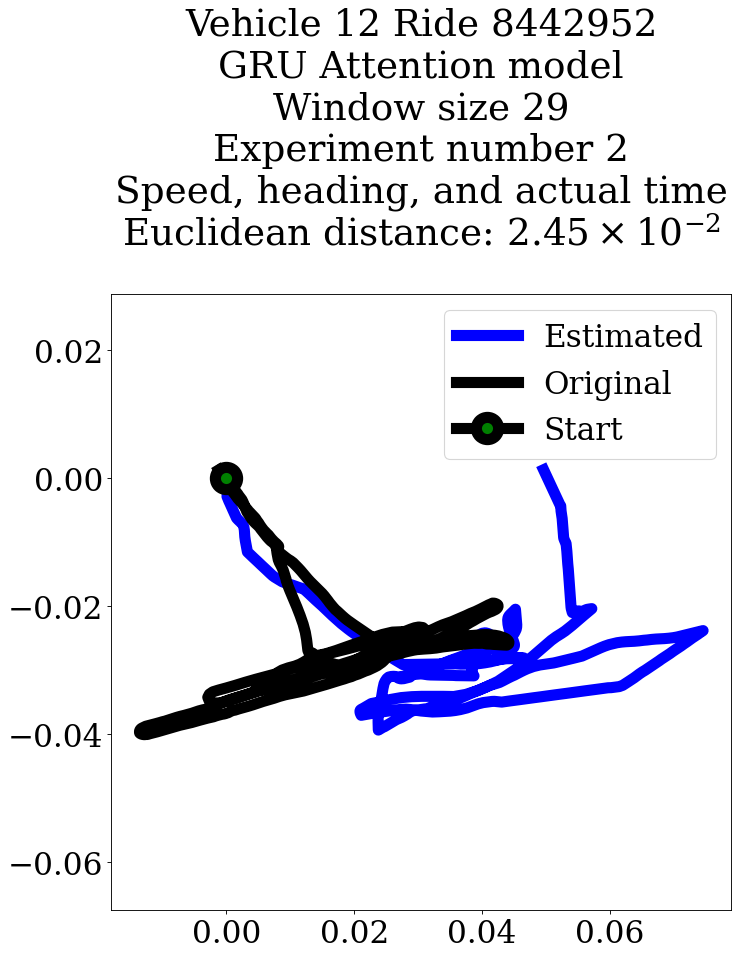 Vehicle 12 Ride 8442952
GRU Attention model
Window size 29
Experiment number 2
Speed, heading, and actual time
Euclidean distance: 2.45 × 10⁻²
Estimated
Original
Start
0.02
0.00
−0.02
−0.04
−0.06
0.00 0.02 0.04 0.06